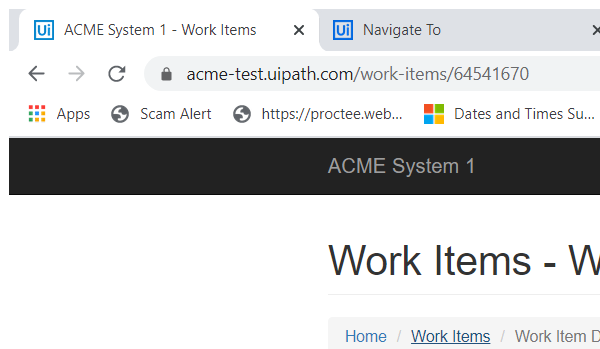 Ui ACME System 1 - Work Items Ui Navigate To
acme-test.uipath.com/work-items/64541670
Apps Scam Alert https://proctee.web... Dates and Times Su...
ACME System 1
Work Items - W
Home / Work Items / Work Item D